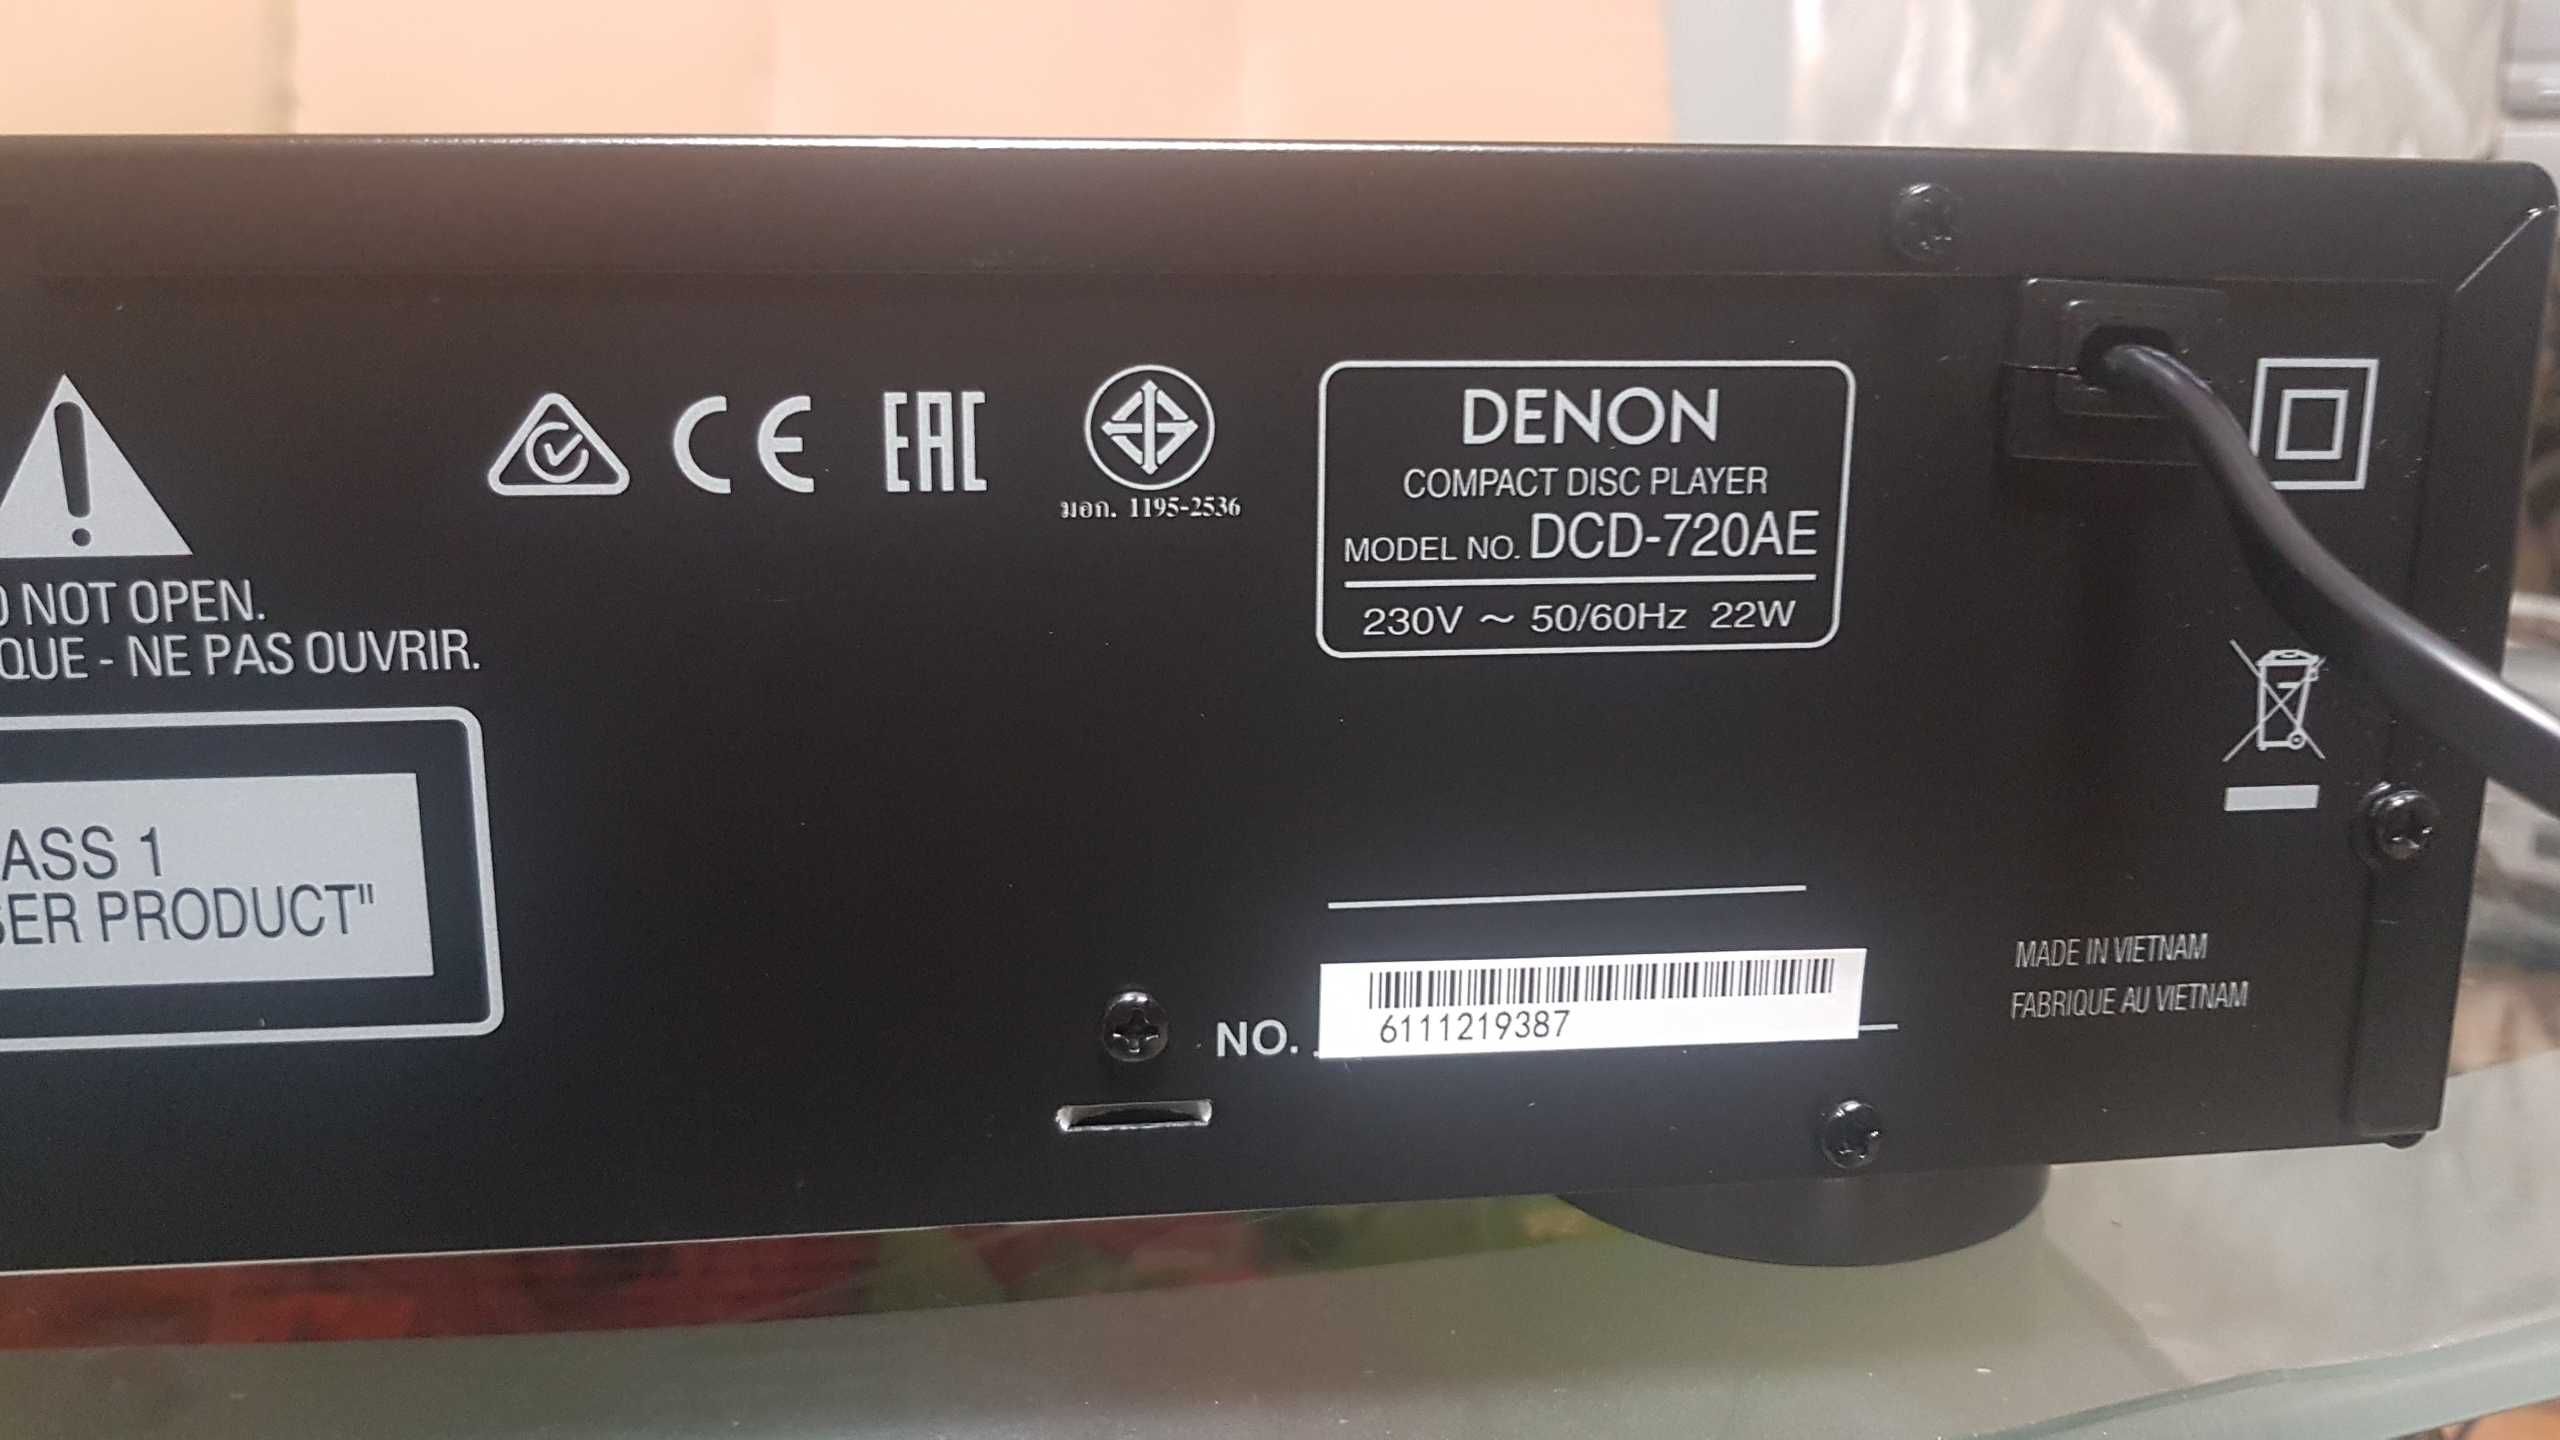 NOT OPEN.
QUE - NE PAS OUVRIR.
ASS 1
SER PRODUCT"
CE
EAC
มอก. 1195-2536
DENON
COMPACT DISC PLAYER
MODEL NO. DCD-720AE
230V ~ 50/60Hz 22W
NO.
6111219387
MADE IN VIETNAM
FABRIQUE AU VIETNAM